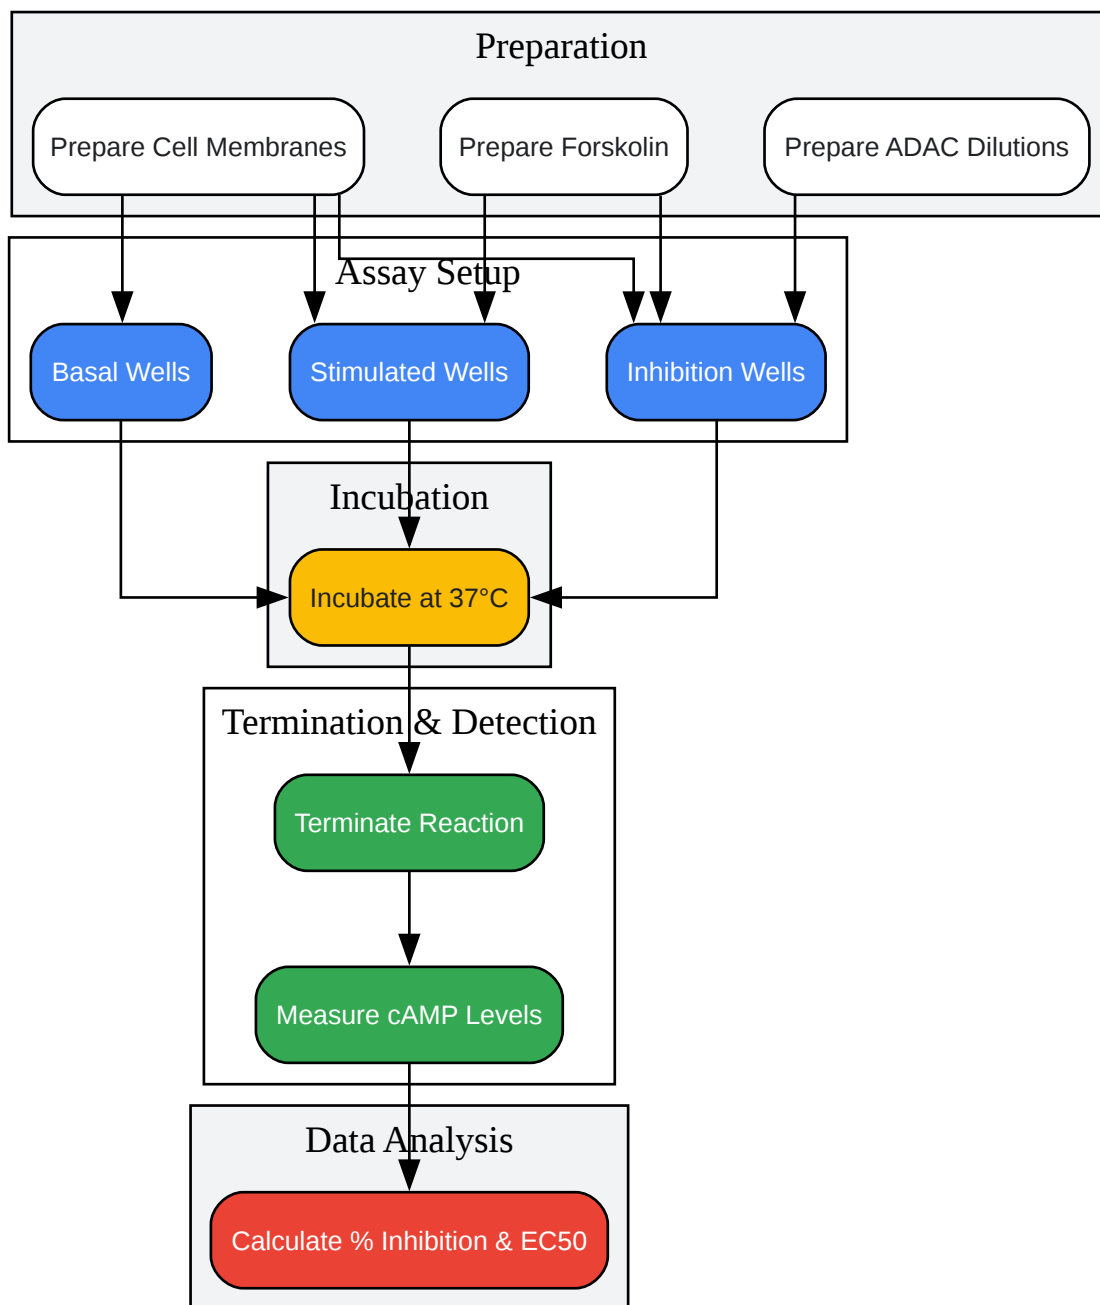 Preparation
Prepare Cell Membranes
Prepare Forskolin
Prepare ADAC Dilutions
Assay Setup
Basal Wells
Stimulated Wells
Inhibition Wells
Incubation
Incubate at 37°C
Termination & Detection
Terminate Reaction
Measure cAMP Levels
Data Analysis
Calculate % Inhibition & EC50